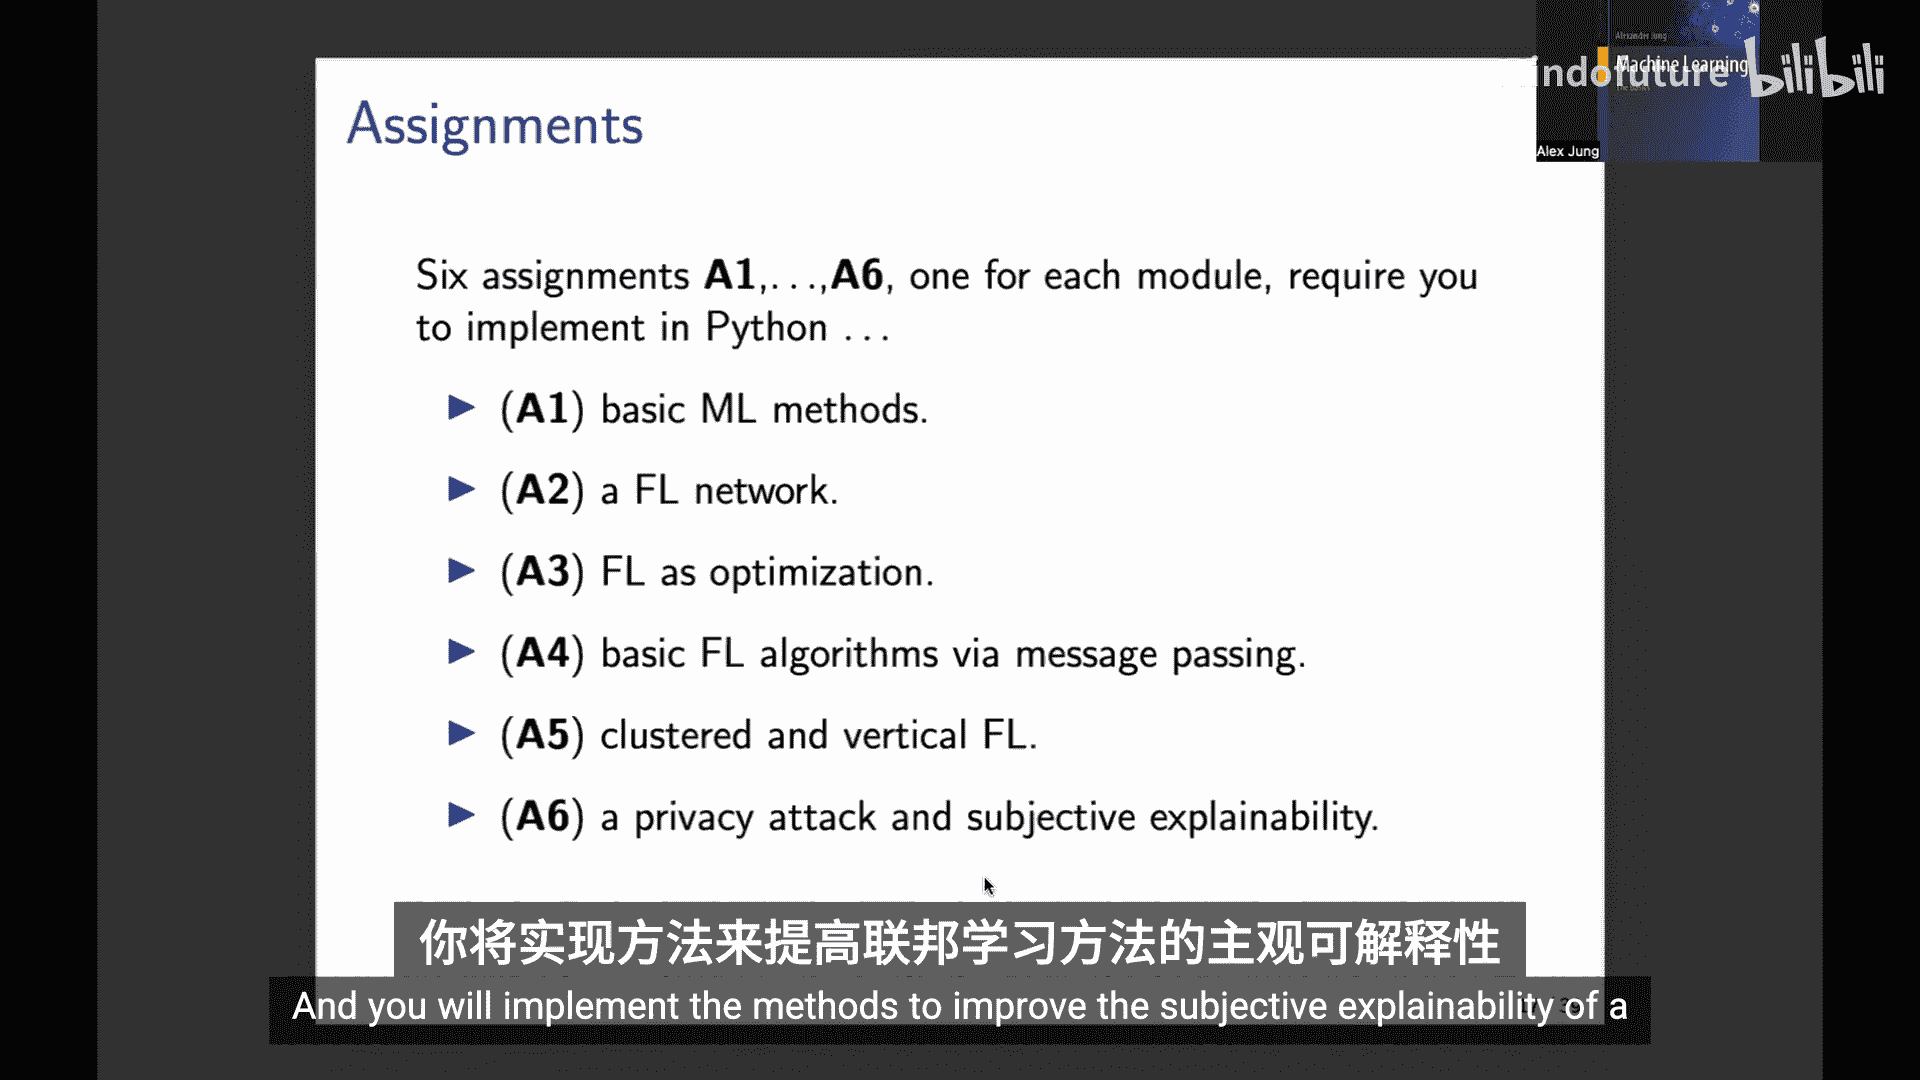 Alexander Jung
Machine Learning
indofuture bilibili
Alex Jung
Assignments
Six assignments A1,...,A6, one for each module, require you
to implement in Python ...
(A1) basic ML methods.
(A2) a FL network.
(A3) FL as optimization.
(A4) basic FL algorithms via message passing.
(A5) clustered and vertical FL.
(A6) a privacy attack and subjective explainability.
你将实现方法来提高联邦学习方法的主观可解释性
And you will implement the methods to improve the subjective explainability of a